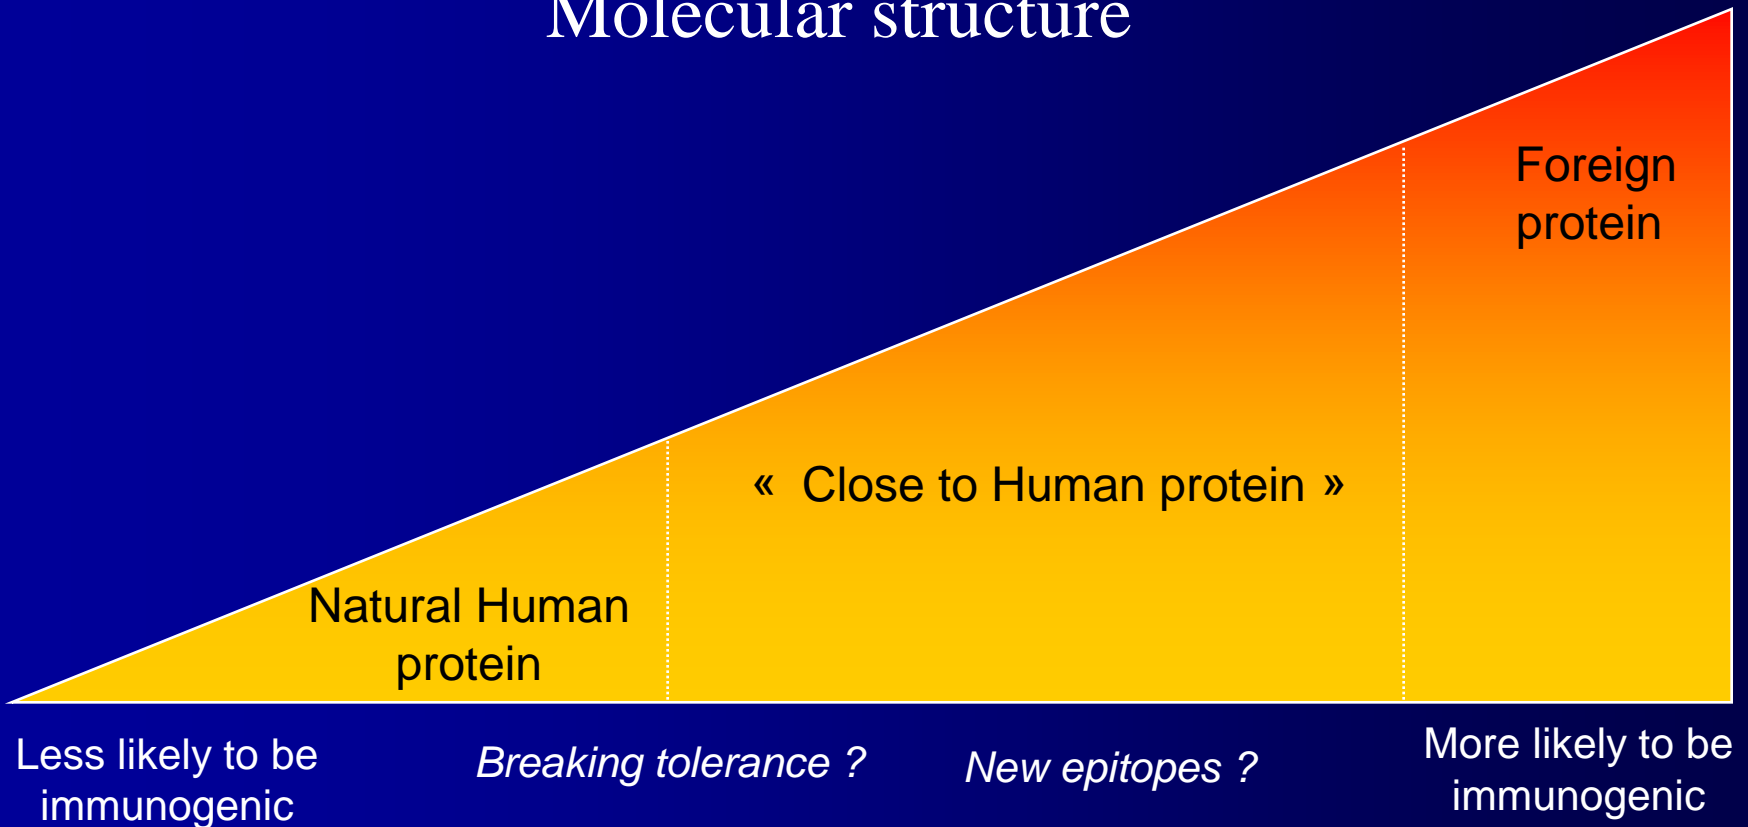 Molecular structure
Foreign
protein
«  Close to Human protein »
Natural Human
protein
Less likely to be
immunogenic
Breaking tolerance ?
New epitopes ?
More likely to be
immunogenic